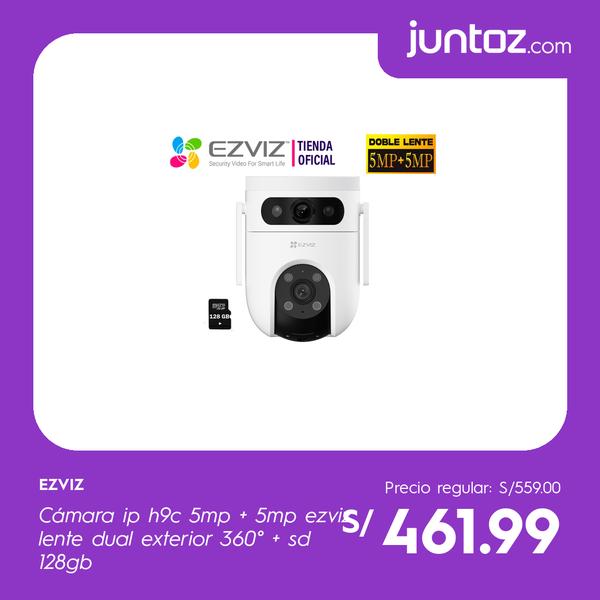 juntoz.com
EZVIZ
Security Video For Smart Life
TIENDA
OFICIAL
DOBLE LENTE
5MP+5MP
EZVIZ
128 GB
EZVIZ
Precio regular: S/559.00
Cámara ip h9c 5mp + 5mp ezviz
lente dual exterior 360° + sd
128gb
S/ 461.99